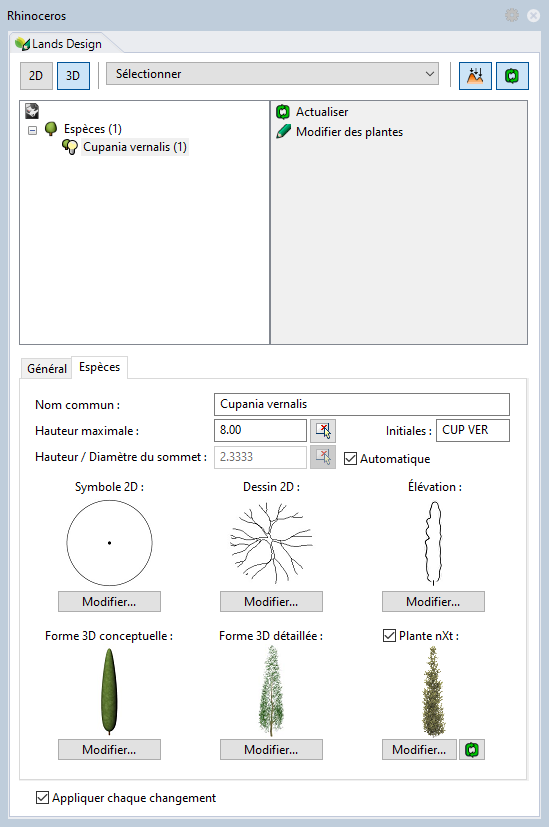 Rhinoceros
Lands Design
2D 3D Sélectionner
Espèces (1)
Cupania vernalis (1)
Actualiser
Modifier des plantes
Général Espèces
Nom commun : Cupania vernalis
Hauteur maximale : 8.00 Initiales : CUP VER
Hauteur / Diamètre du sommet : 2.3333 Automatique
Symbole 2D : Dessin 2D : Élévation :
Modifier... Modifier... Modifier...
Forme 3D conceptuelle : Forme 3D détaillée : Plante nXt :
Modifier... Modifier... Modifier...
Appliquer chaque changement